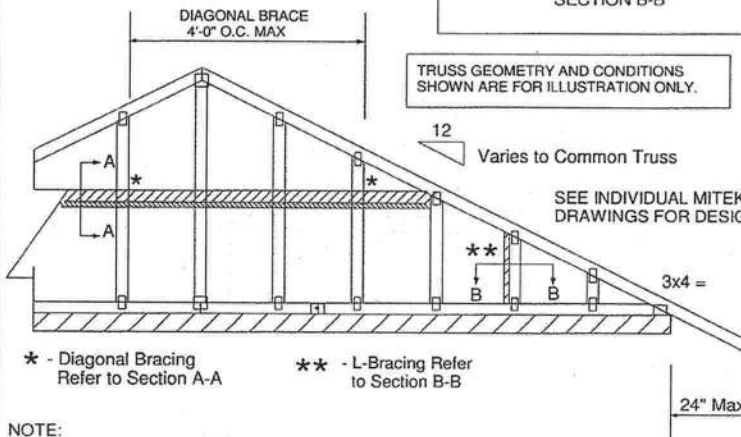 SECTION B-B
DIAGONAL BRACE
4'-0" O.C. MAX
TRUSS GEOMETRY AND CONDITIONS
SHOWN ARE FOR ILLUSTRATION ONLY.
12
Varies to Common Truss
SEE INDIVIDUAL MITEK
DRAWINGS FOR DESIG
A
*
*
A
**
B
B
3x4 =
* - Diagonal Bracing
Refer to Section A-A
** - L-Bracing Refer
to Section B-B
24" Max
NOTE: